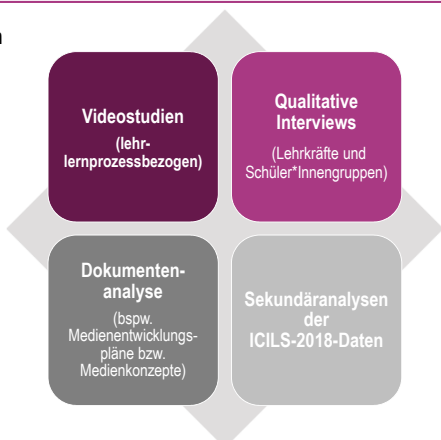 Videostudien
(lehr-
lernprozessbezogen)
Qualitative
Interviews
(Lehrkräfte und
Schüler*Innengruppen)
Dokumenten-
analyse
(bspw.
Medienentwicklungs-
pläne bzw.
Medienkonzepte)
Sekundäranalysen
der
ICILS-2018-Daten